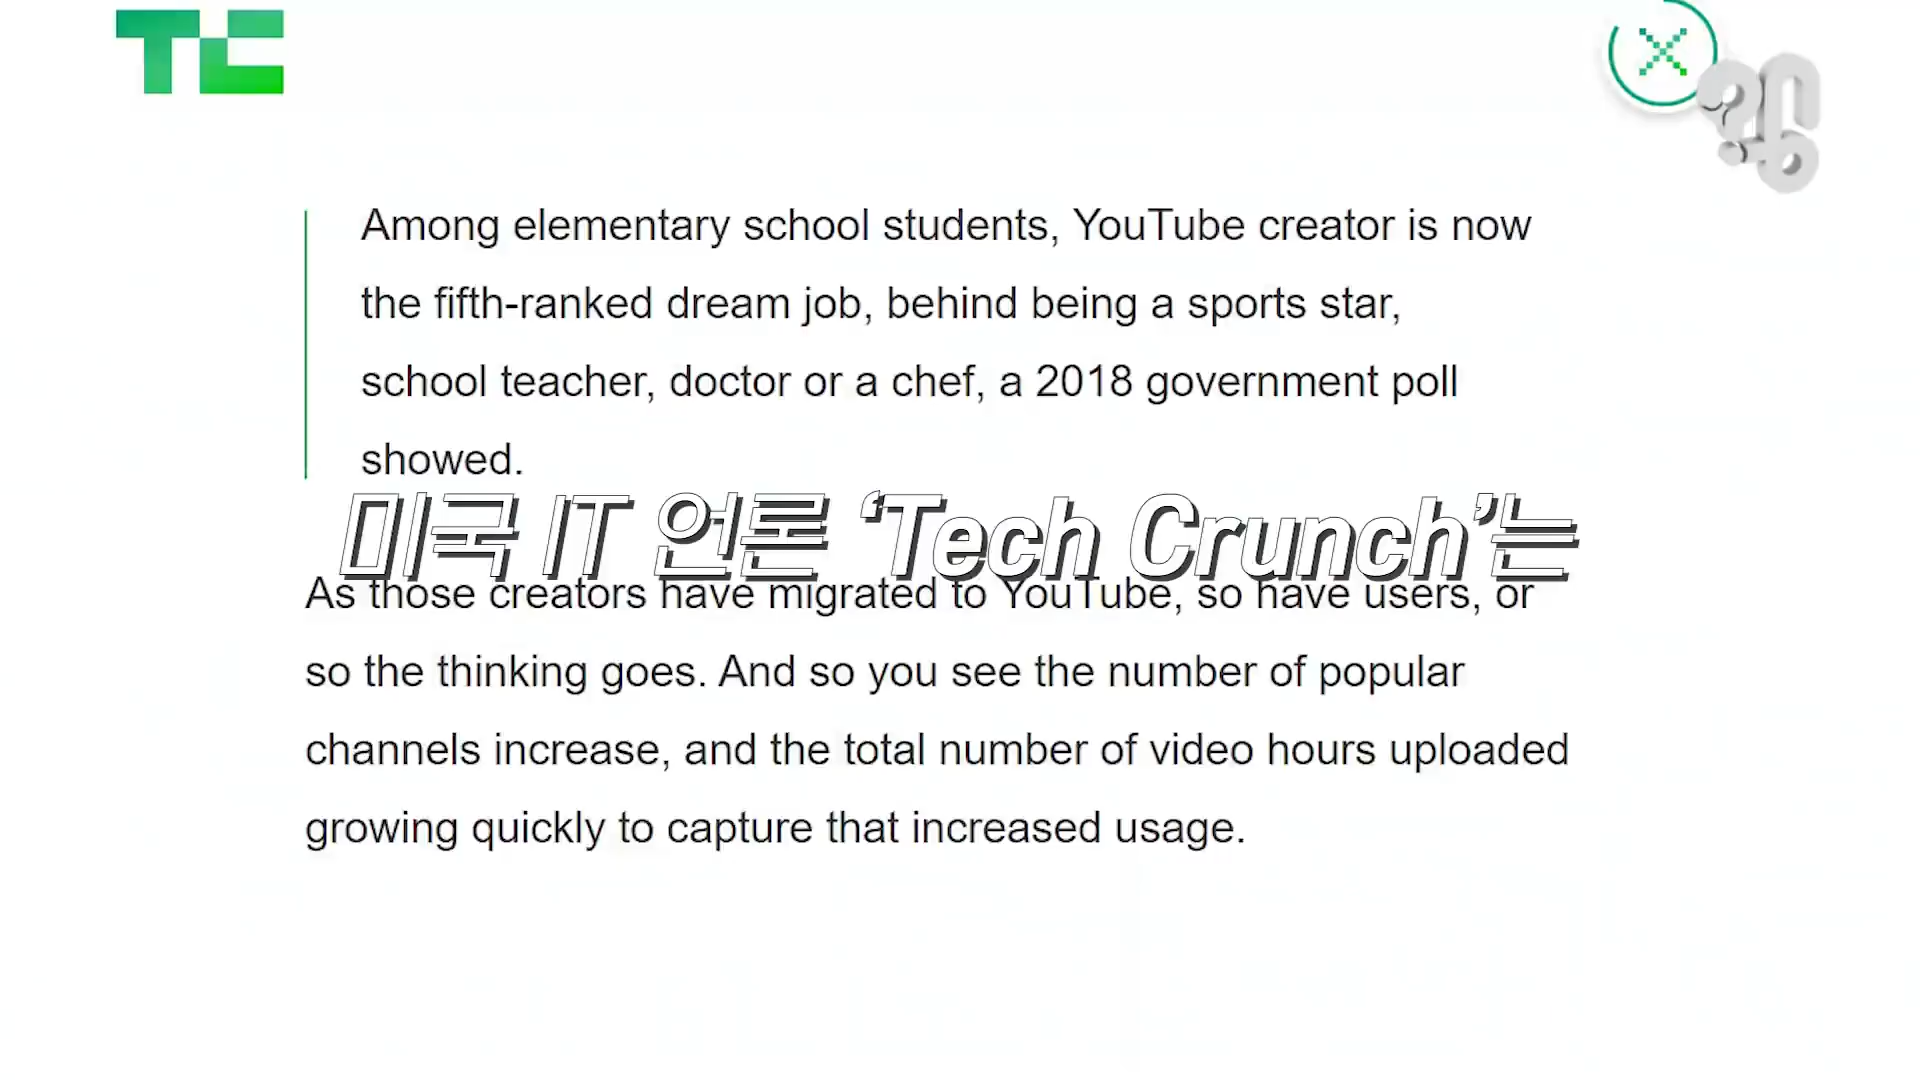 TC
Among elementary school students, YouTube creator is now
the fifth-ranked dream job, behind being a sports star,
school teacher, doctor or a chef, a 2018 government poll
showed.
미국 IT 언론 ‘Tech Crunch’는
As those creators have migrated to YouTube, so have users, or
so the thinking goes. And so you see the number of popular
channels increase, and the total number of video hours uploaded
growing quickly to capture that increased usage.